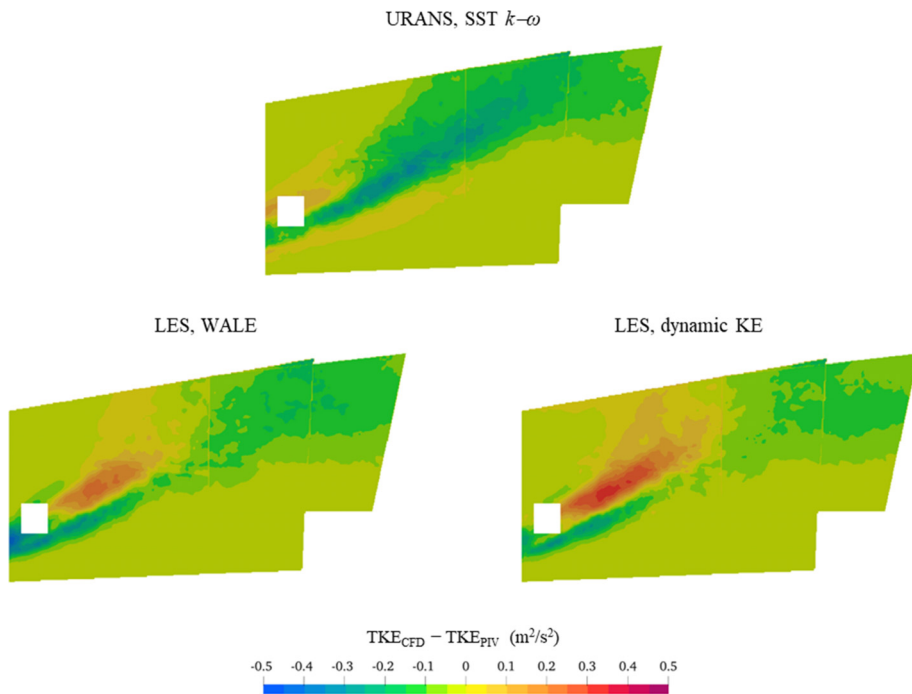 URANS, SST k–ω
LES, WALE
LES, dynamic KE
TKE_CFD – TKE_PIV (m²/s²)
-0.5 -0.4 -0.3 -0.2 -0.1 0 0.1 0.2 0.3 0.4 0.5